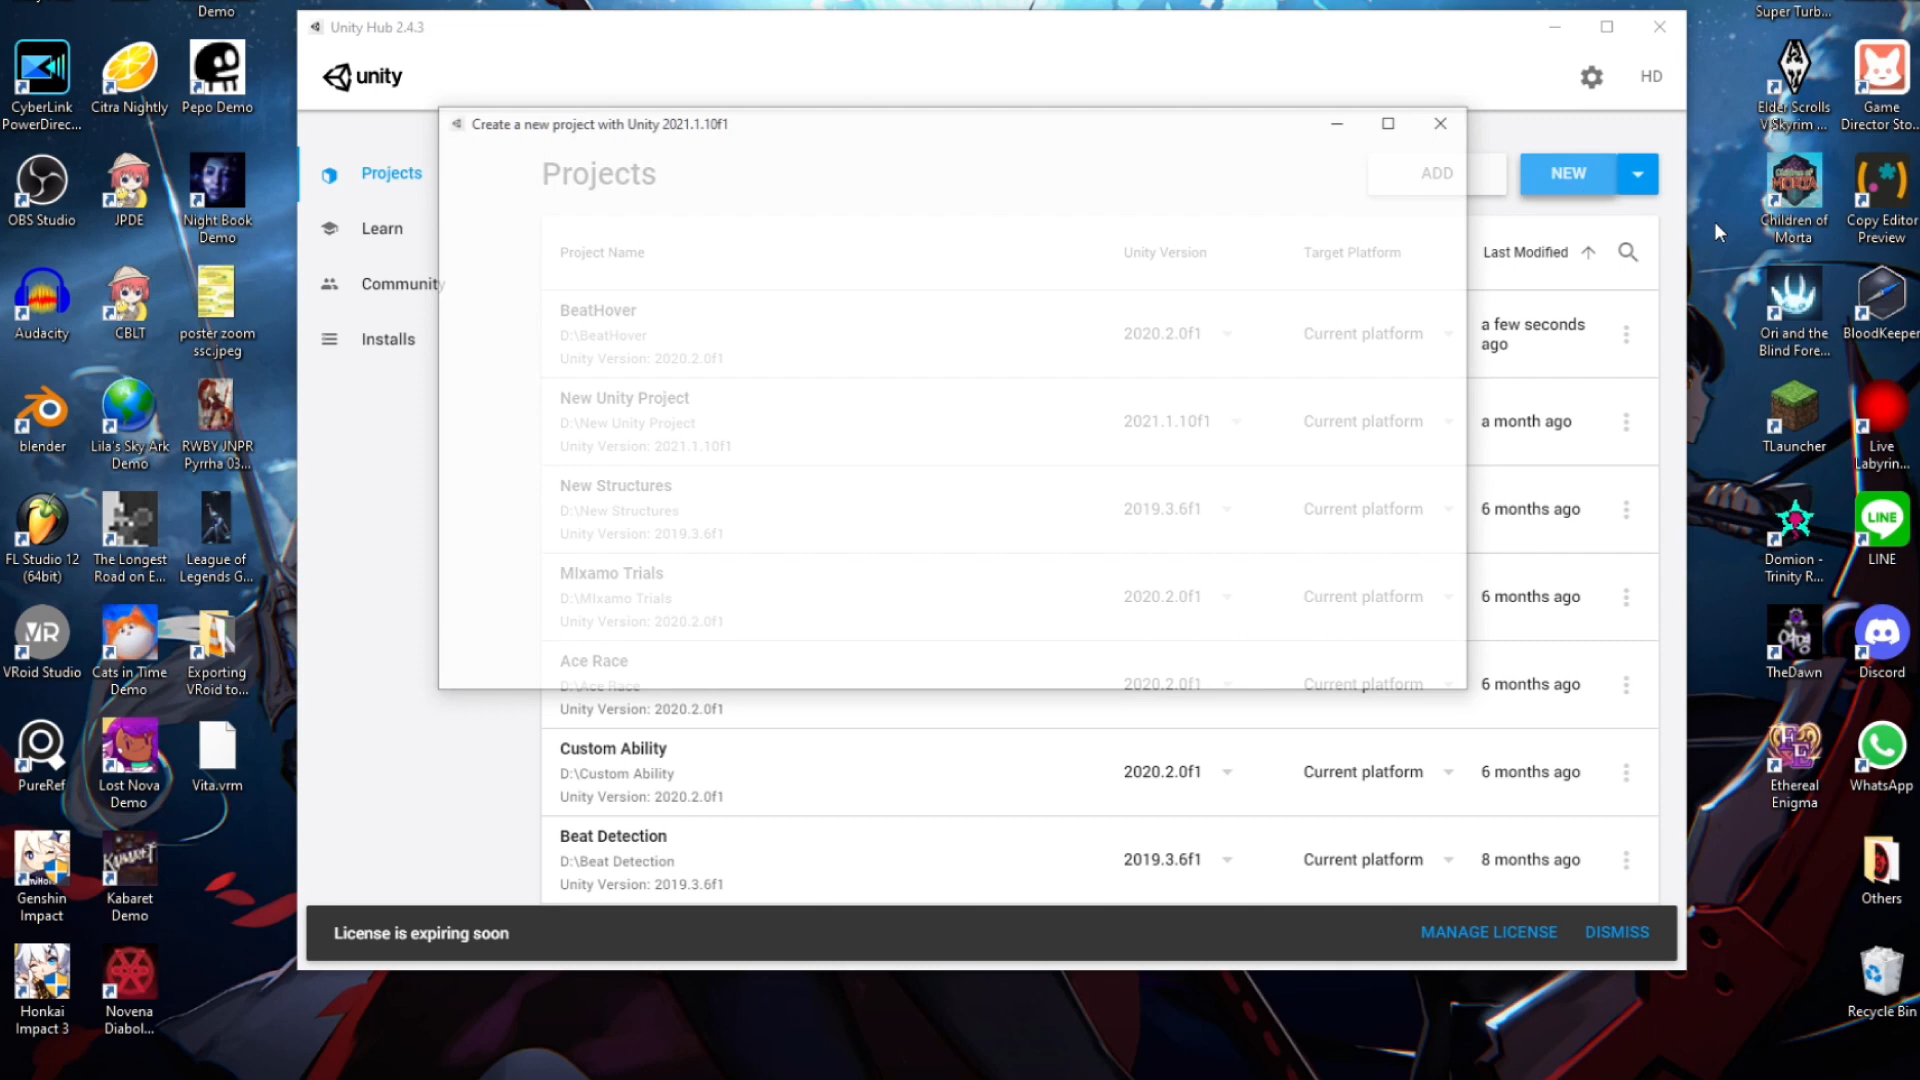 Demo
Super Turb...
CyberLink
PowerDirec...
Citra Nightly
Pepo Demo
OBS Studio
JPDE
Night Book
Demo
Audacity
CBLT
poster zoom
ssc.jpeg
blender
Lila's Sky Ark
Demo
RWBY JNPR
Pyrrha 03...
FL Studio 12
(64bit)
The Longest
Road on E...
League of
Legends G...
VRoid Studio
Cats in Time
Demo
Exporting
VRoid to...
PureRef
Lost Nova
Demo
Vita.vrm
Genshin
Impact
Kabaret
Demo
Honkai
Impact 3
Novena
Diabol...
Unity Hub 2.4.3
unity
HD
Create a new project with Unity 2021.1.10f1
Projects
Learn
Community
Installs
Projects
ADD
NEW
Project Name
Unity Version
Target Platform
Last Modified
BeatHover
D:\BeatHover
Unity Version: 2020.2.0f1
2020.2.0f1
Current platform
a few seconds
ago
New Unity Project
D:\New Unity Project
Unity Version: 2021.1.10f1
2021.1.10f1
Current platform
a month ago
New Structures
D:\New Structures
Unity Version: 2019.3.6f1
2019.3.6f1
Current platform
6 months ago
MIxamo Trials
D:\MIxamo Trials
Unity Version: 2020.2.0f1
2020.2.0f1
Current platform
6 months ago
Ace Race
D:\Ace Race
Unity Version: 2020.2.0f1
2020.2.0f1
Current platform
6 months ago
Custom Ability
D:\Custom Ability
Unity Version: 2020.2.0f1
2020.2.0f1
Current platform
6 months ago
Beat Detection
D:\Beat Detection
Unity Version: 2019.3.6f1
2019.3.6f1
Current platform
8 months ago
License is expiring soon
MANAGE LICENSE
DISMISS
Elder Scrolls
V Skyrim ...
Game
Director Sto...
Children of
Morta
Copy Editor
Preview
Ori and the
Blind Fore...
BloodKeeper
TLauncher
Live
Labyrin...
Domion -
Trinity R...
LINE
LINE
TheDawn
Discord
Ethereal
Enigma
WhatsApp
Others
Recycle Bin